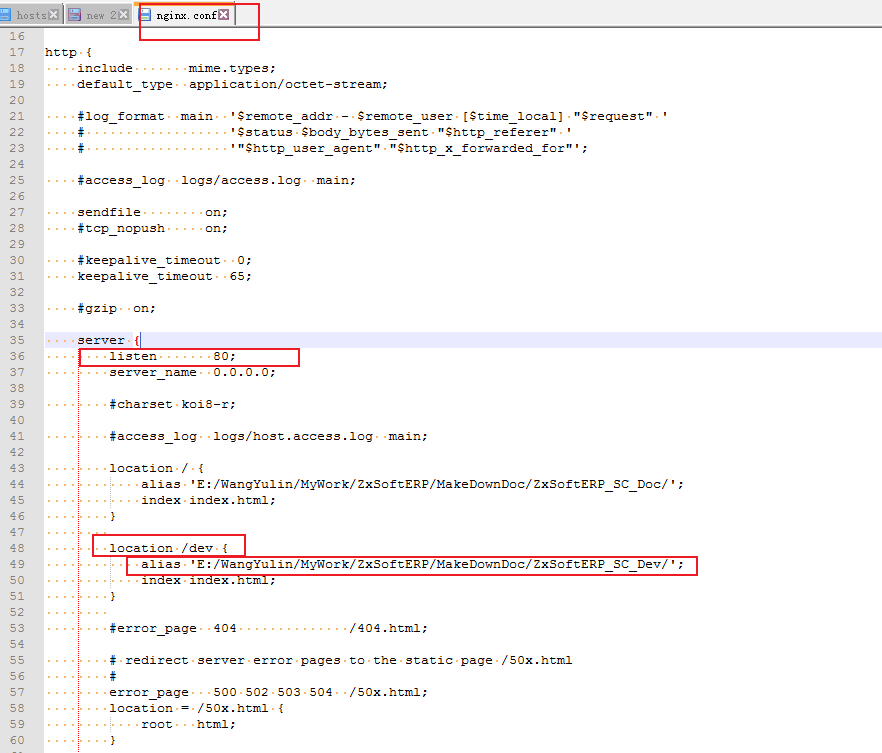 hosts new 2 nginx.conf
16
17 http {
18     include       mime.types;
19     default_type  application/octet-stream;
20
21     #log_format  main  '$remote_addr - $remote_user [$time_local] "$request" '
22     #                  '$status $body_bytes_sent "$http_referer" '
23     #                  '"$http_user_agent" "$http_x_forwarded_for"';
24
25     #access_log  logs/access.log  main;
26
27     sendfile        on;
28     #tcp_nopush     on;
29
30     #keepalive_timeout  0;
31     keepalive_timeout  65;
32
33     #gzip  on;
34
35     server {
36         listen       80;
37         server_name  0.0.0.0;
38
39         #charset koi8-r;
40
41         #access_log  logs/host.access.log  main;
42
43         location / {
44             alias 'E:/WangYulin/MyWork/ZxSoftERP/MakeDownDoc/ZxSoftERP_SC_Doc/';
45             index index.html;
46         }
47
48         location /dev {
49             alias 'E:/WangYulin/MyWork/ZxSoftERP/MakeDownDoc/ZxSoftERP_SC_Dev/';
50             index index.html;
51         }
52
53         #error_page  404              /404.html;
54
55         # redirect server error pages to the static page /50x.html
56         #
57         error_page   500 502 503 504  /50x.html;
58         location = /50x.html {
59             root   html;
60         }